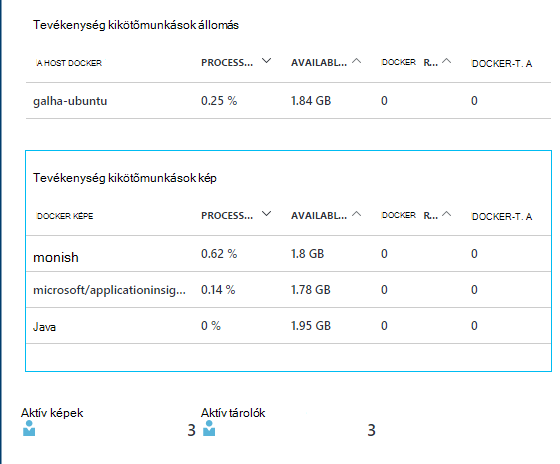 Tevékenység kikötõmunkások állomás
A HOST DOCKER PROCESS... AVAILABL... DOCKER R... DOCKER-T. A
galha-ubuntu 0.25 % 1.84 GB 0 0
Tevékenység kikötõmunkások kép
DOCKER KÉPE PROCESS... AVAILABL... DOCKER R... DOCKER-T. A
monish 0.62 % 1.8 GB 0 0
microsoft/applicationinsig... 0.14 % 1.78 GB 0 0
Java 0 % 1.95 GB 0 0
Aktív képek Aktív tárolók
3 3